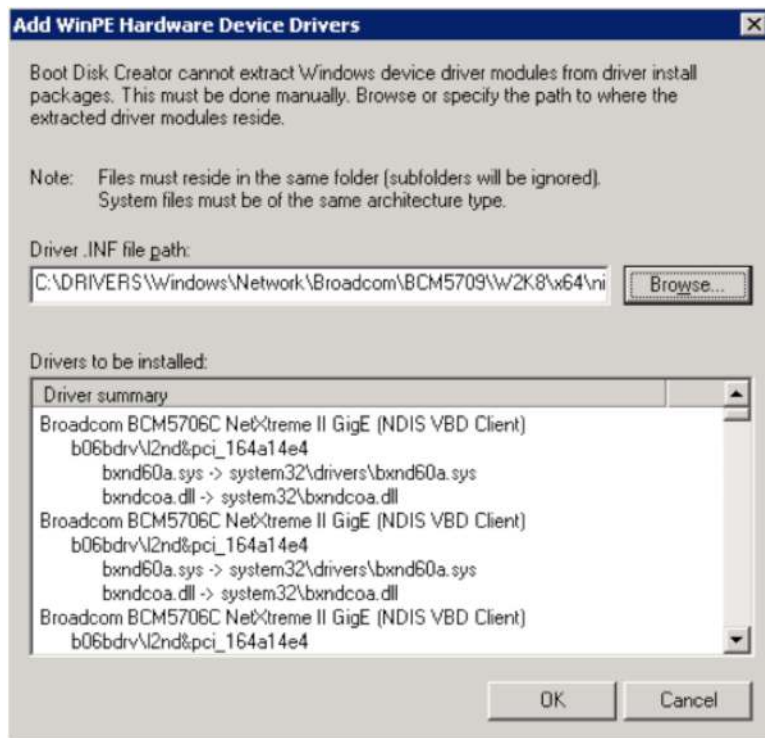 Add WinPE Hardware Device Drivers
Boot Disk Creator cannot extract Windows device driver modules from driver install
packages. This must be done manually. Browse or specify the path to where the
extracted driver modules reside.
Note: Files must reside in the same folder (subfolders will be ignored).
System files must be of the same architecture type.
Driver .INF file path:
C:\DRIVERS\Windows\Network\Broadcom\BCM5709\W2K8\x64\ni
Browse...
Drivers to be installed:
Driver summary
Broadcom BCM5706C NetXtreme II GigE (NDIS VBD Client)
b06bdrv\l2nd&pci_164a14e4
bxnd60a.sys -> system32\drivers\bxnd60a.sys
bxndcoa.dll -> system32\bxndcoa.dll
Broadcom BCM5706C NetXtreme II GigE (NDIS VBD Client)
b06bdrv\l2nd&pci_164a14e4
bxnd60a.sys -> system32\drivers\bxnd60a.sys
bxndcoa.dll -> system32\bxndcoa.dll
Broadcom BCM5706C NetXtreme II GigE (NDIS VBD Client)
b06bdrv\l2nd&pci_164a14e4
OK Cancel